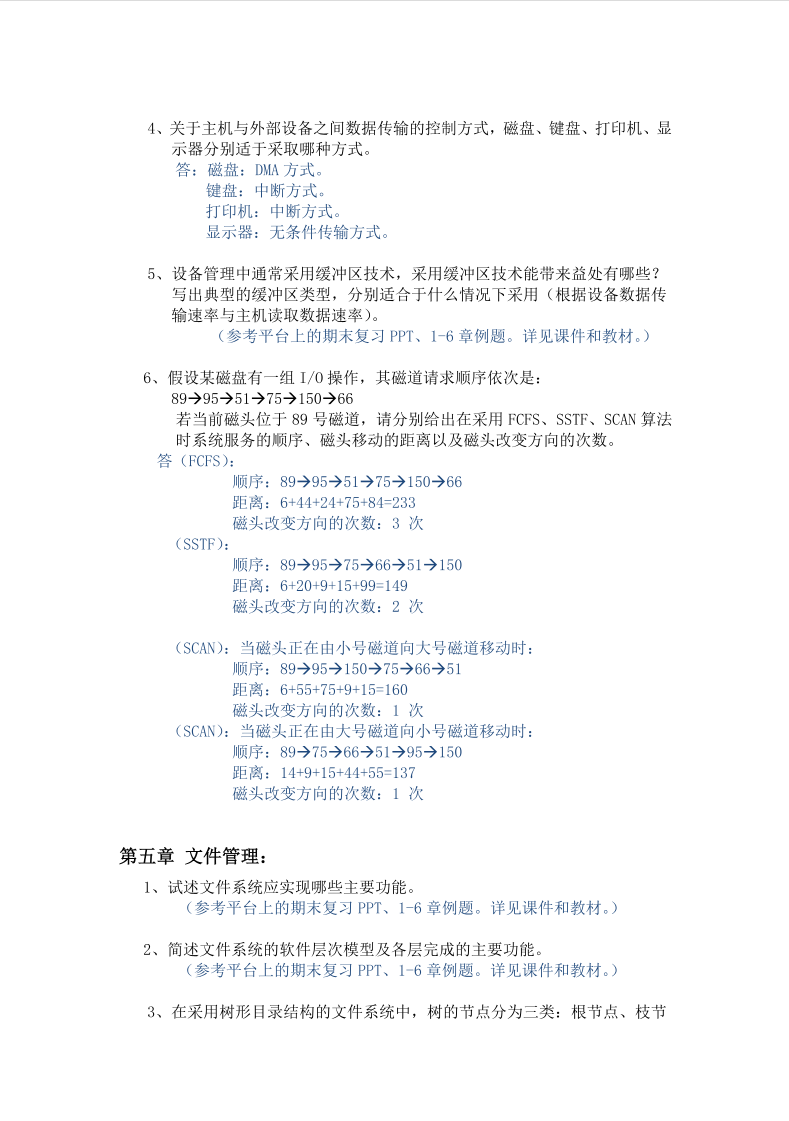 4、关于主机与外部设备之间数据传输的控制方式，磁盘、键盘、打印机、显
示器分别适于采取哪种方式。
答：磁盘：DMA 方式。
键盘：中断方式。
打印机：中断方式。
显示器：无条件传输方式。
5、设备管理中通常采用缓冲区技术，采用缓冲区技术能带来益处有哪些？
写出典型的缓冲区类型，分别适合于什么情况下采用（根据设备数据传
输速率与主机读取数据速率）。
（参考平台上的期末复习 PPT、1-6 章例题。详见课件和教材。）
6、假设某磁盘有一组 I/O 操作，其磁道请求顺序依次是：
89→95→51→75→150→66
若当前磁头位于 89 号磁道，请分别给出在采用 FCFS、SSTF、SCAN 算法
时系统服务的顺序、磁头移动的距离以及磁头改变方向的次数。
答（FCFS）：
顺序：89→95→51→75→150→66
距离：6+44+24+75+84=233
磁头改变方向的次数：3 次
（SSTF）：
顺序：89→95→75→66→51→150
距离：6+20+9+15+99=149
磁头改变方向的次数：2 次
（SCAN）：当磁头正在由小号磁道向大号磁道移动时：
顺序：89→95→150→75→66→51
距离：6+55+75+9+15=160
磁头改变方向的次数：1 次
（SCAN）：当磁头正在由大号磁道向小号磁道移动时：
顺序：89→75→66→51→95→150
距离：14+9+15+44+55=137
磁头改变方向的次数：1 次
第五章 文件管理：
1、试述文件系统应实现哪些主要功能。
（参考平台上的期末复习 PPT、1-6 章例题。详见课件和教材。）
2、简述文件系统的软件层次模型及各层完成的主要功能。
（参考平台上的期末复习 PPT、1-6 章例题。详见课件和教材。）
3、在采用树形目录结构的文件系统中，树的节点分为三类：根节点、枝节